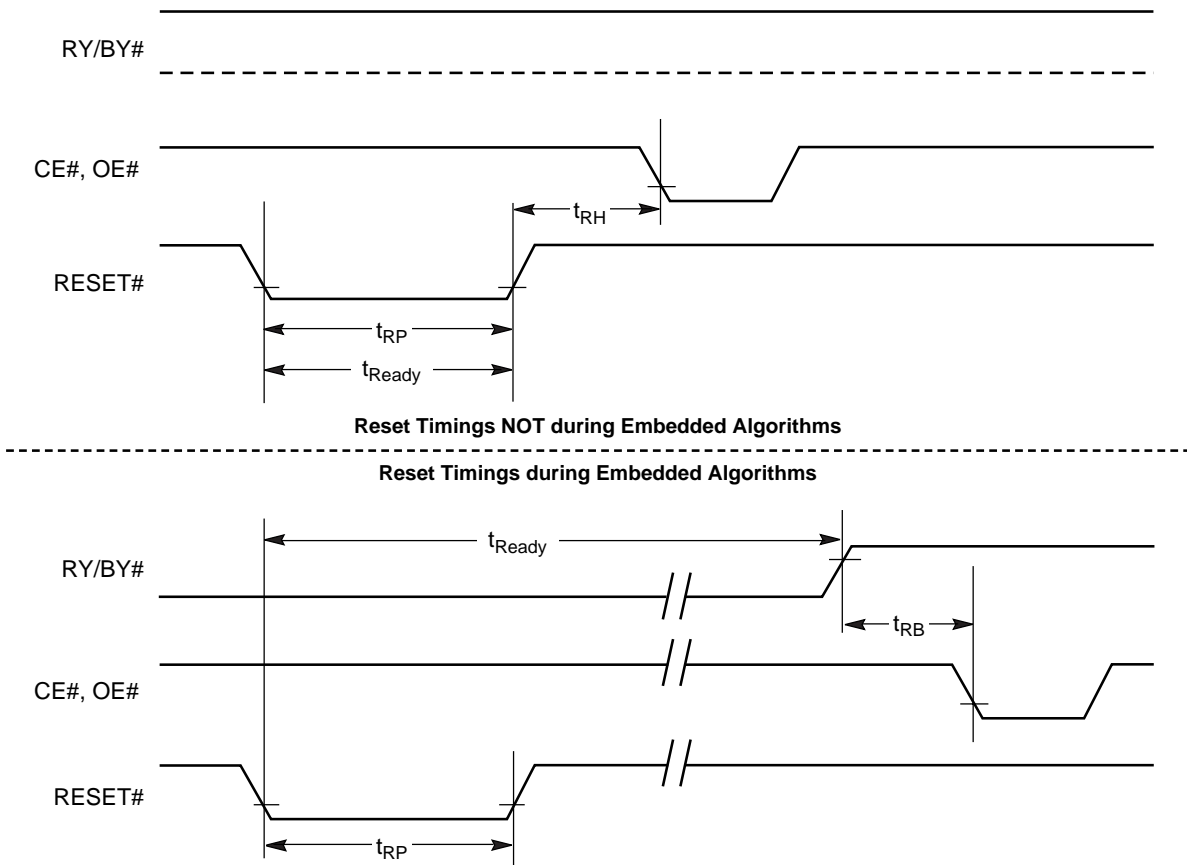 RY/BY#
CE#, OE#
tRH
RESET#
tRP
tReady
Reset Timings NOT during Embedded Algorithms
Reset Timings during Embedded Algorithms
tReady
RY/BY#
tRB
CE#, OE#
RESET#
tRP